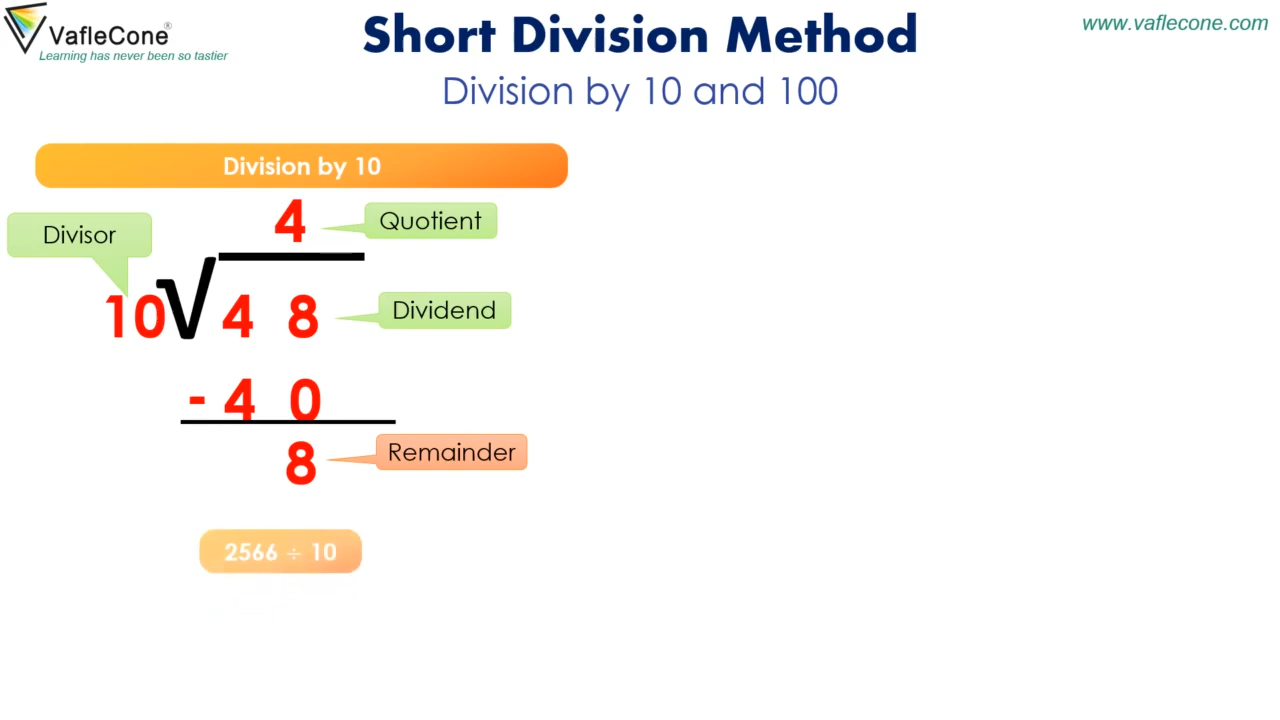 VafleCone®
Learning has never been so tastier
Short Division Method
www.vaflecone.com
Division by 10 and 100
Division by 10
4
Quotient
Divisor
10√4 8
Dividend
- 4 0
8
Remainder
2566 ÷ 10